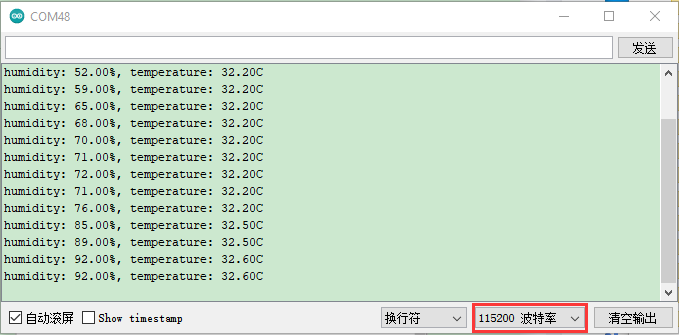 COM48
发送
humidity: 52.00%, temperature: 32.20C
humidity: 59.00%, temperature: 32.20C
humidity: 65.00%, temperature: 32.20C
humidity: 68.00%, temperature: 32.20C
humidity: 70.00%, temperature: 32.20C
humidity: 71.00%, temperature: 32.20C
humidity: 72.00%, temperature: 32.20C
humidity: 71.00%, temperature: 32.20C
humidity: 76.00%, temperature: 32.20C
humidity: 85.00%, temperature: 32.50C
humidity: 89.00%, temperature: 32.50C
humidity: 92.00%, temperature: 32.60C
humidity: 92.00%, temperature: 32.60C
自动滚屏 Show timestamp 换行符 115200 波特率 清空输出